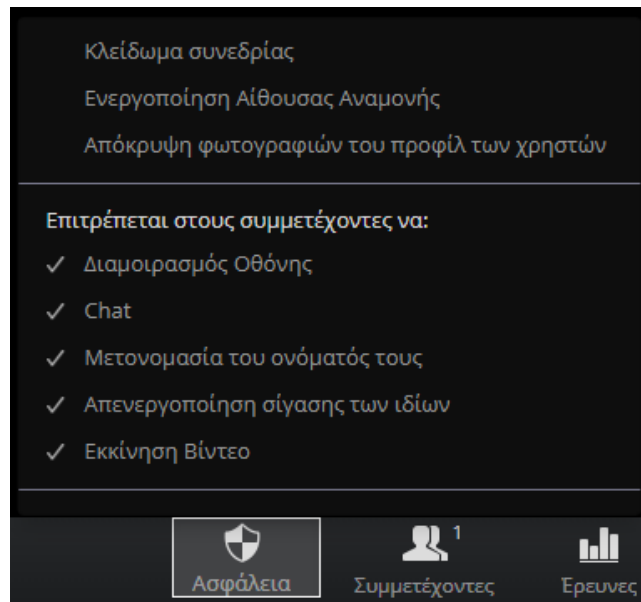 Κλείδωμα συνεδρίας
Ενεργοποίηση Αίθουσας Αναμονής
Απόκρυψη φωτογραφιών του προφίλ των χρηστών
Επιτρέπεται στους συμμετέχοντες να:
✓ Διαμοιρασμός Οθόνης
✓ Chat
✓ Μετονομασία του ονόματός τους
✓ Απενεργοποίηση σίγασης των ιδίων
✓ Εκκίνηση Βίντεο
1
Ασφάλεια Συμμετέχοντες Έρευνες